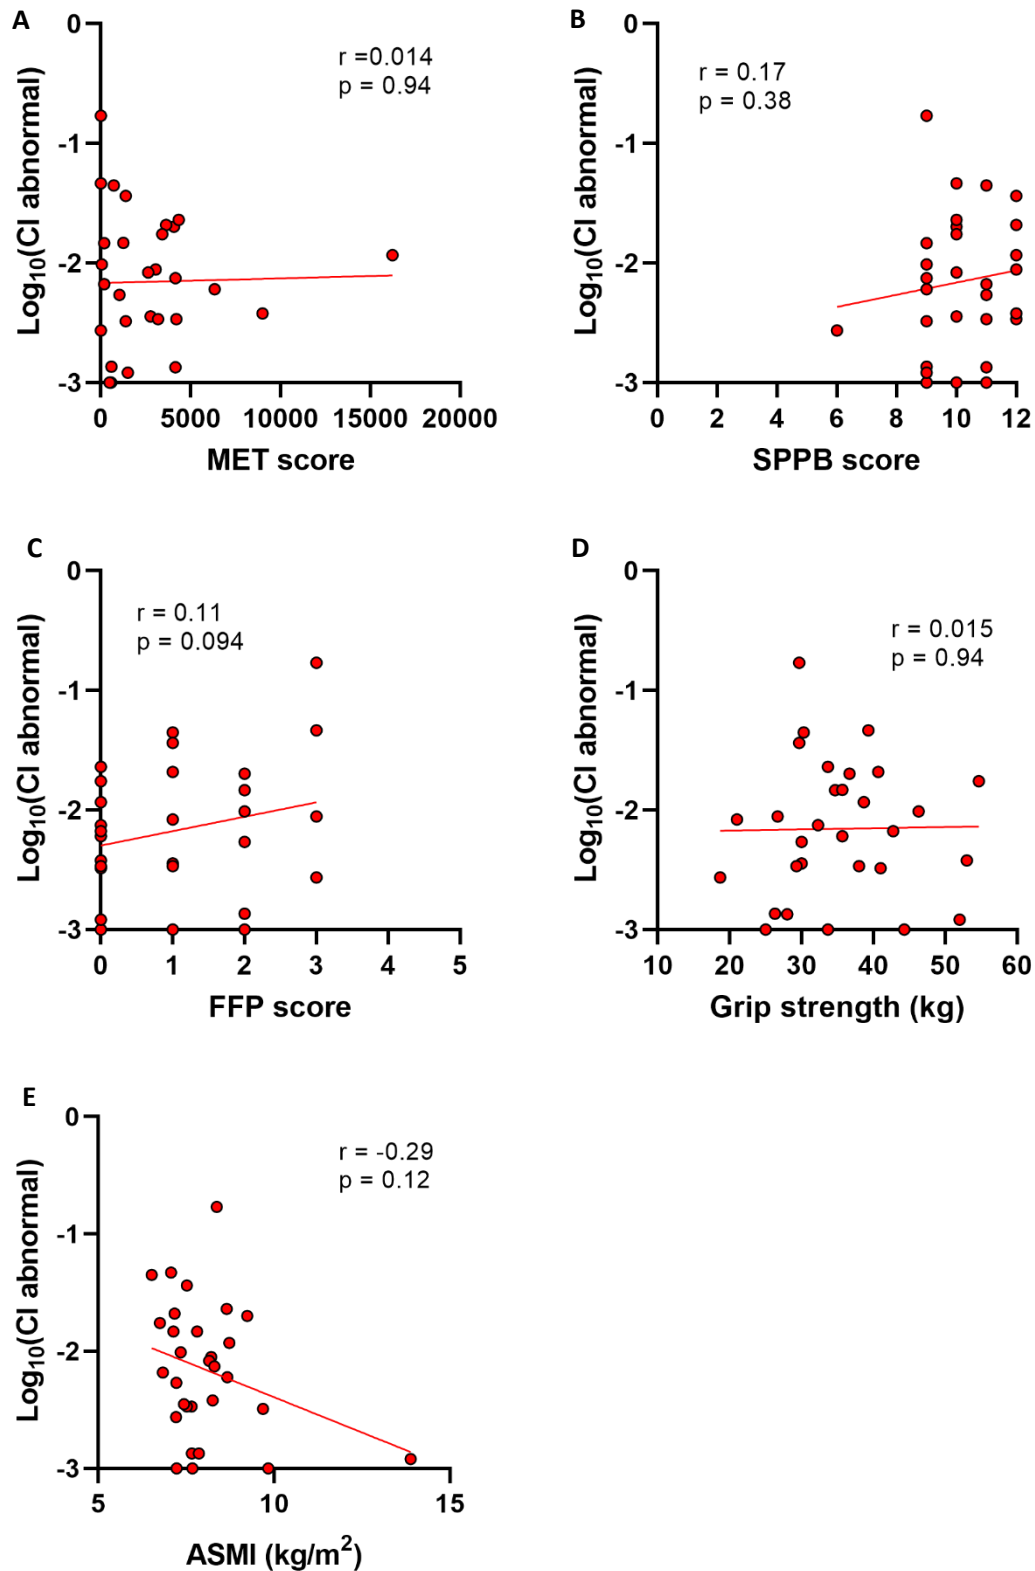 A
r =0.014
p = 0.94
Log10(CI abnormal)
0
-1
-2
-3
0 5000 10000 15000 20000
MET score
B
r = 0.17
p = 0.38
Log10(CI abnormal)
0
-1
-2
-3
0 2 4 6 8 10 12
SPPB score
C
r = 0.11
p = 0.094
Log10(CI abnormal)
0
-1
-2
-3
0 1 2 3 4 5
FFP score
D
r = 0.015
p = 0.94
Log10(CI abnormal)
0
-1
-2
-3
10 20 30 40 50 60
Grip strength (kg)
E
r = -0.29
p = 0.12
Log10(CI abnormal)
0
-1
-2
-3
5 10 15
ASMI (kg/m2)